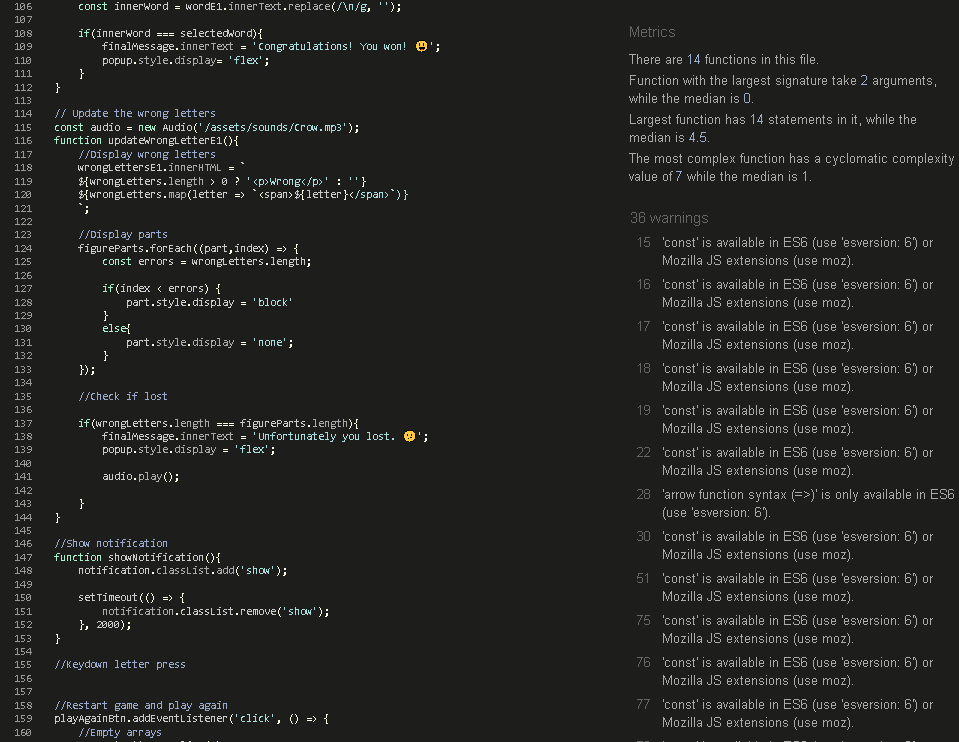 106 const innerWord = wordE1.innerText.replace(/\n/g, '');
107
108 if(innerWord === selectedWord){
109 finalMessage.innerText = 'Congratulations! You won! 😃';
110 popup.style.display= 'flex';
111 }
112 }
113
114 // Update the wrong letters
115 const audio = new Audio('/assets/sounds/Crow.mp3');
116 function updateWrongLetterE1(){
117 //Display wrong letters
118 wrongLettersE1.innerHTML = `
119 ${wrongLetters.length > 0 ? '<p>Wrong</p>' : ''}
120 ${wrongLetters.map(letter => `<span>${letter}</span>`)}
121 `;
122
123 //Display parts
124 figureParts.forEach((part,index) => {
125 const errors = wrongLetters.length;
126
127 if(index < errors) {
128 part.style.display = 'block'
129 }
130 else{
131 part.style.display = 'none';
132 }
133 });
134
135 //Check if lost
136
137 if(wrongLetters.length === figureParts.length){
138 finalMessage.innerText = 'Unfortunately you lost. 😕';
139 popup.style.display = 'flex';
140
141 audio.play();
142
143 }
144 }
145
146 //Show notification
147 function showNotification(){
148 notification.classList.add('show');
149
150 setTimeout(() => {
151 notification.classList.remove('show');
152 }, 2000);
153 }
154
155 //Keydown letter press
156
157
158 //Restart game and play again
159 playAgainBtn.addEventListener('click', () => {
160 //Empty arrays
Metrics
There are 14 functions in this file.
Function with the largest signature take 2 arguments,
while the median is 0.
Largest function has 14 statements in it, while the
median is 4.5.
The most complex function has a cyclomatic complexity
value of 7 while the median is 1.
36 warnings
15 'const' is available in ES6 (use 'esversion: 6') or
Mozilla JS extensions (use moz).
16 'const' is available in ES6 (use 'esversion: 6') or
Mozilla JS extensions (use moz).
17 'const' is available in ES6 (use 'esversion: 6') or
Mozilla JS extensions (use moz).
18 'const' is available in ES6 (use 'esversion: 6') or
Mozilla JS extensions (use moz).
19 'const' is available in ES6 (use 'esversion: 6') or
Mozilla JS extensions (use moz).
22 'const' is available in ES6 (use 'esversion: 6') or
Mozilla JS extensions (use moz).
28 'arrow function syntax (=>)' is only available in ES6
(use 'esversion: 6').
30 'const' is available in ES6 (use 'esversion: 6') or
Mozilla JS extensions (use moz).
51 'const' is available in ES6 (use 'esversion: 6') or
Mozilla JS extensions (use moz).
75 'const' is available in ES6 (use 'esversion: 6') or
Mozilla JS extensions (use moz).
76 'const' is available in ES6 (use 'esversion: 6') or
Mozilla JS extensions (use moz).
77 'const' is available in ES6 (use 'esversion: 6') or
Mozilla JS extensions (use moz).